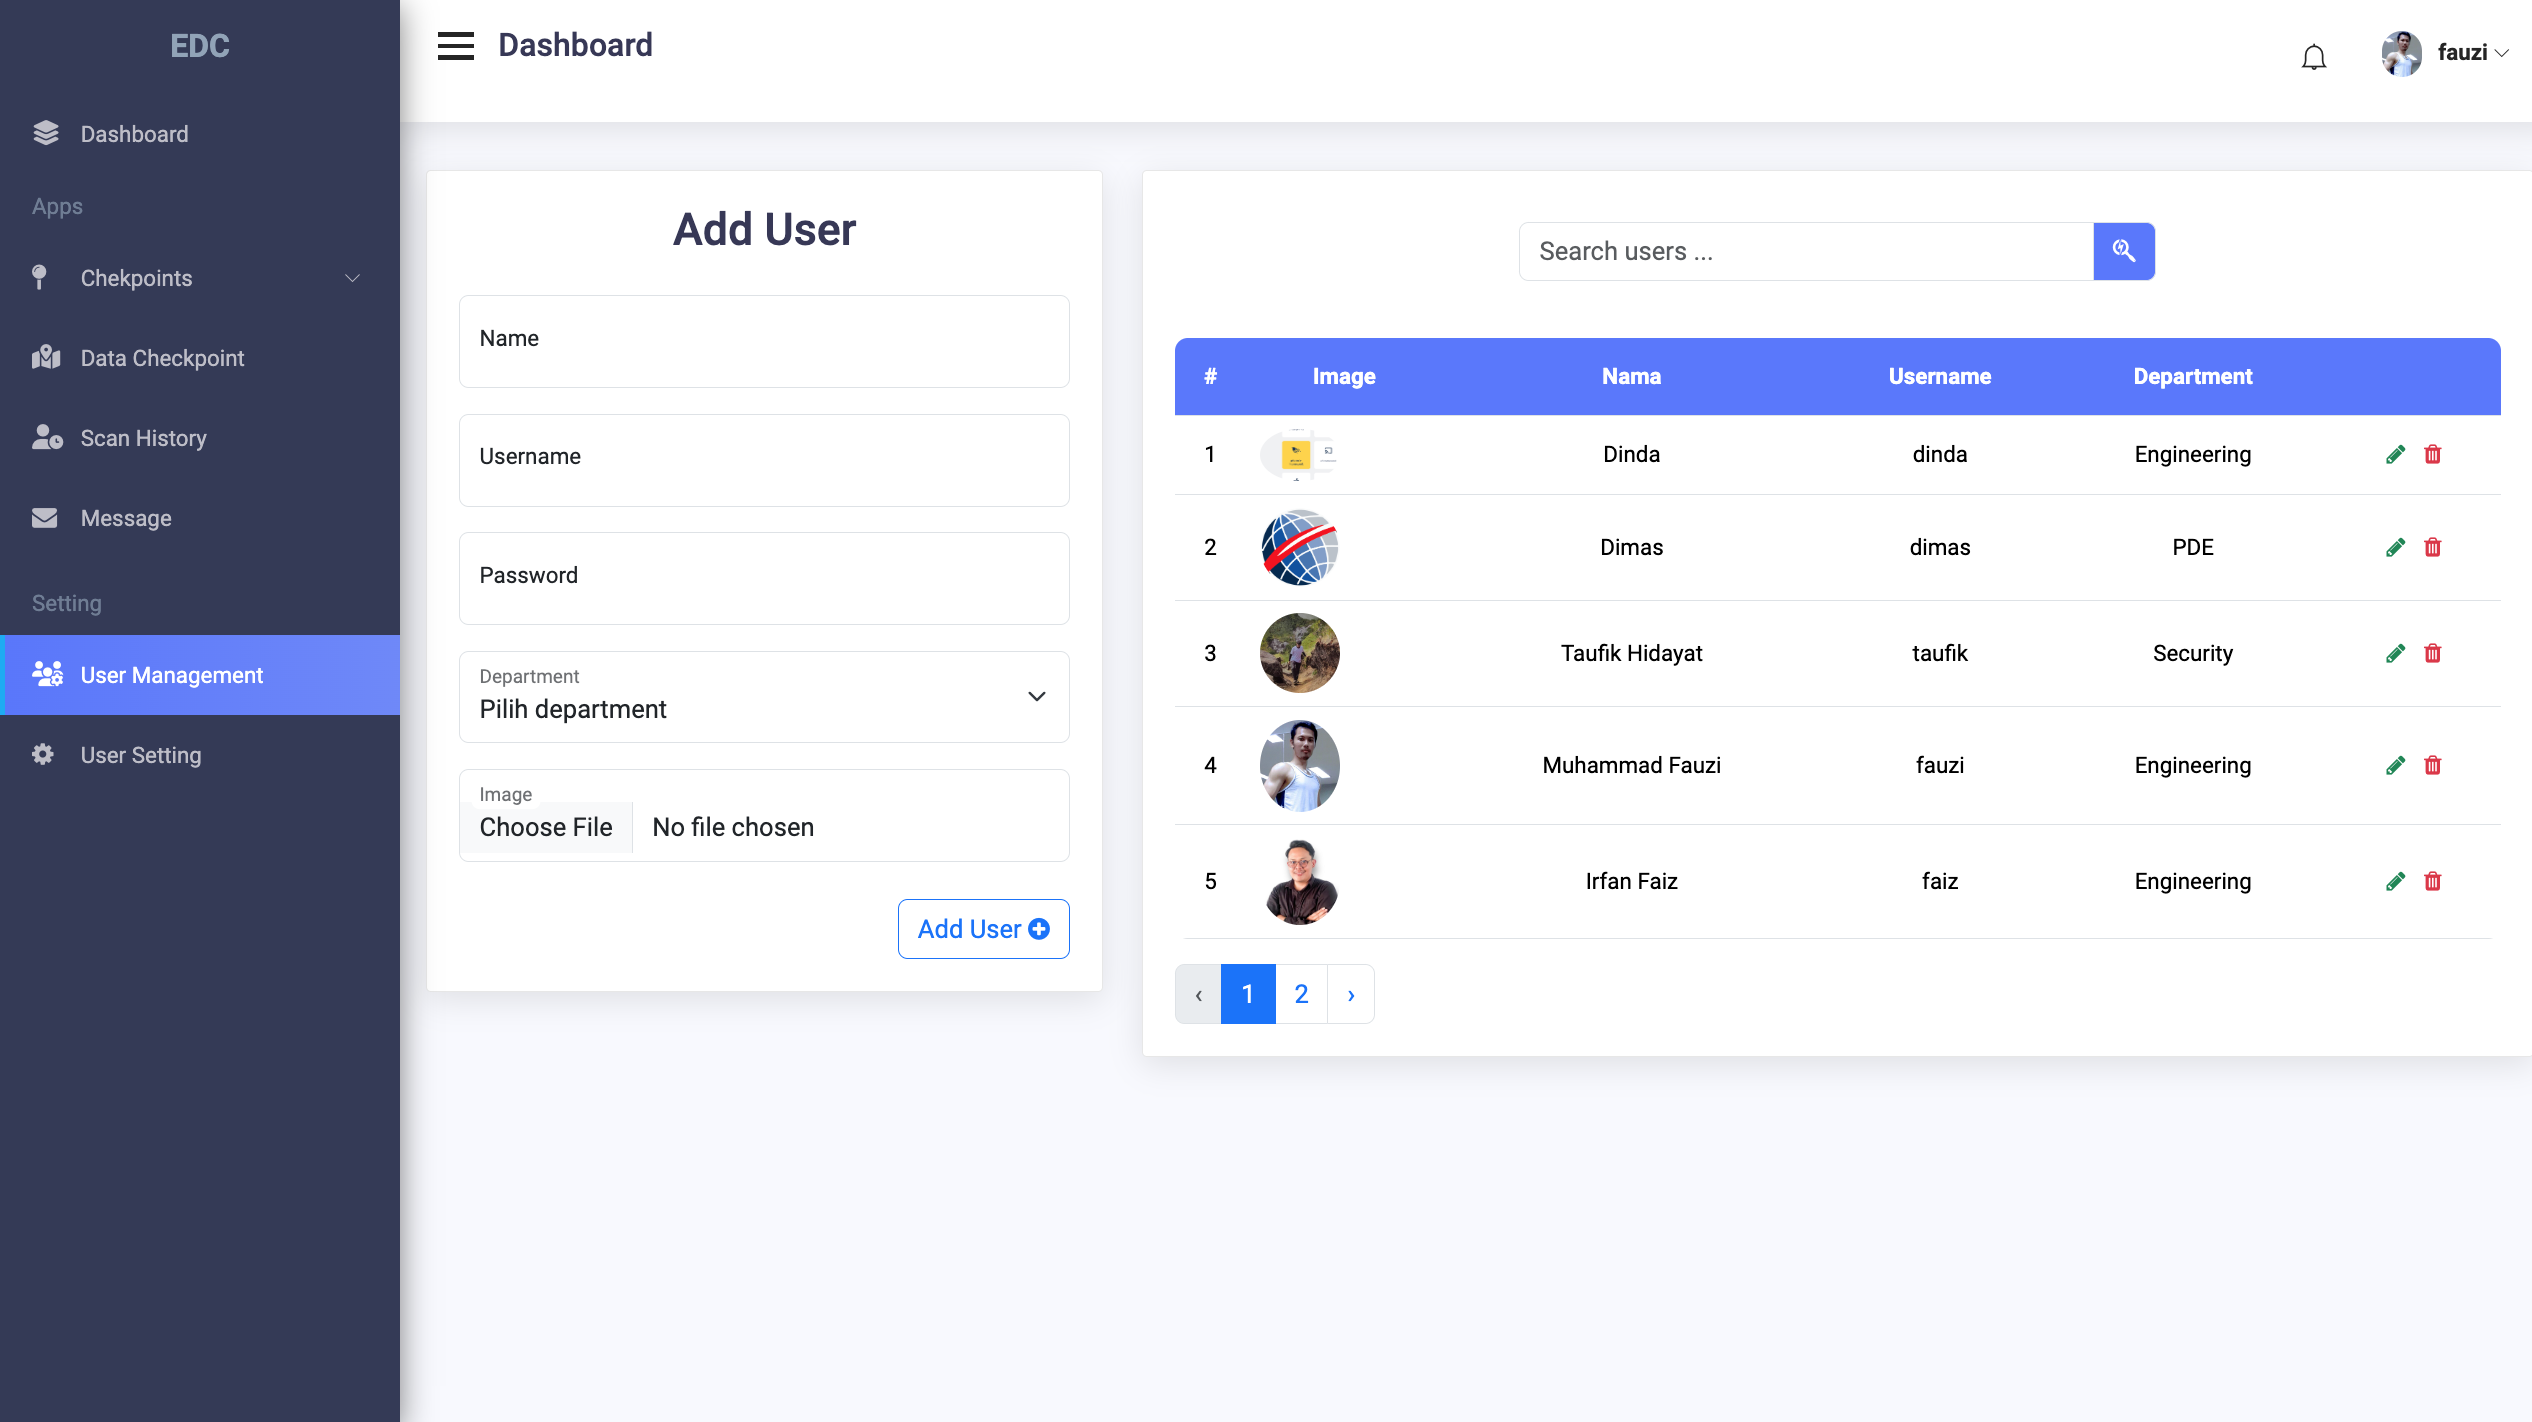 EDC
Dashboard
Apps
Chekpoints
Data Checkpoint
Scan History
Message
Setting
User Management
User Setting
Dashboard
fauzi
Add User
Name
Username
Password
Department
Pilih department
Image
Choose File No file chosen
Add User
Search users ...
# Image Nama Username Department
1 Dinda dinda Engineering
2 Dimas dimas PDE
3 Taufik Hidayat taufik Security
4 Muhammad Fauzi fauzi Engineering
5 Irfan Faiz faiz Engineering
‹ 1 2 ›